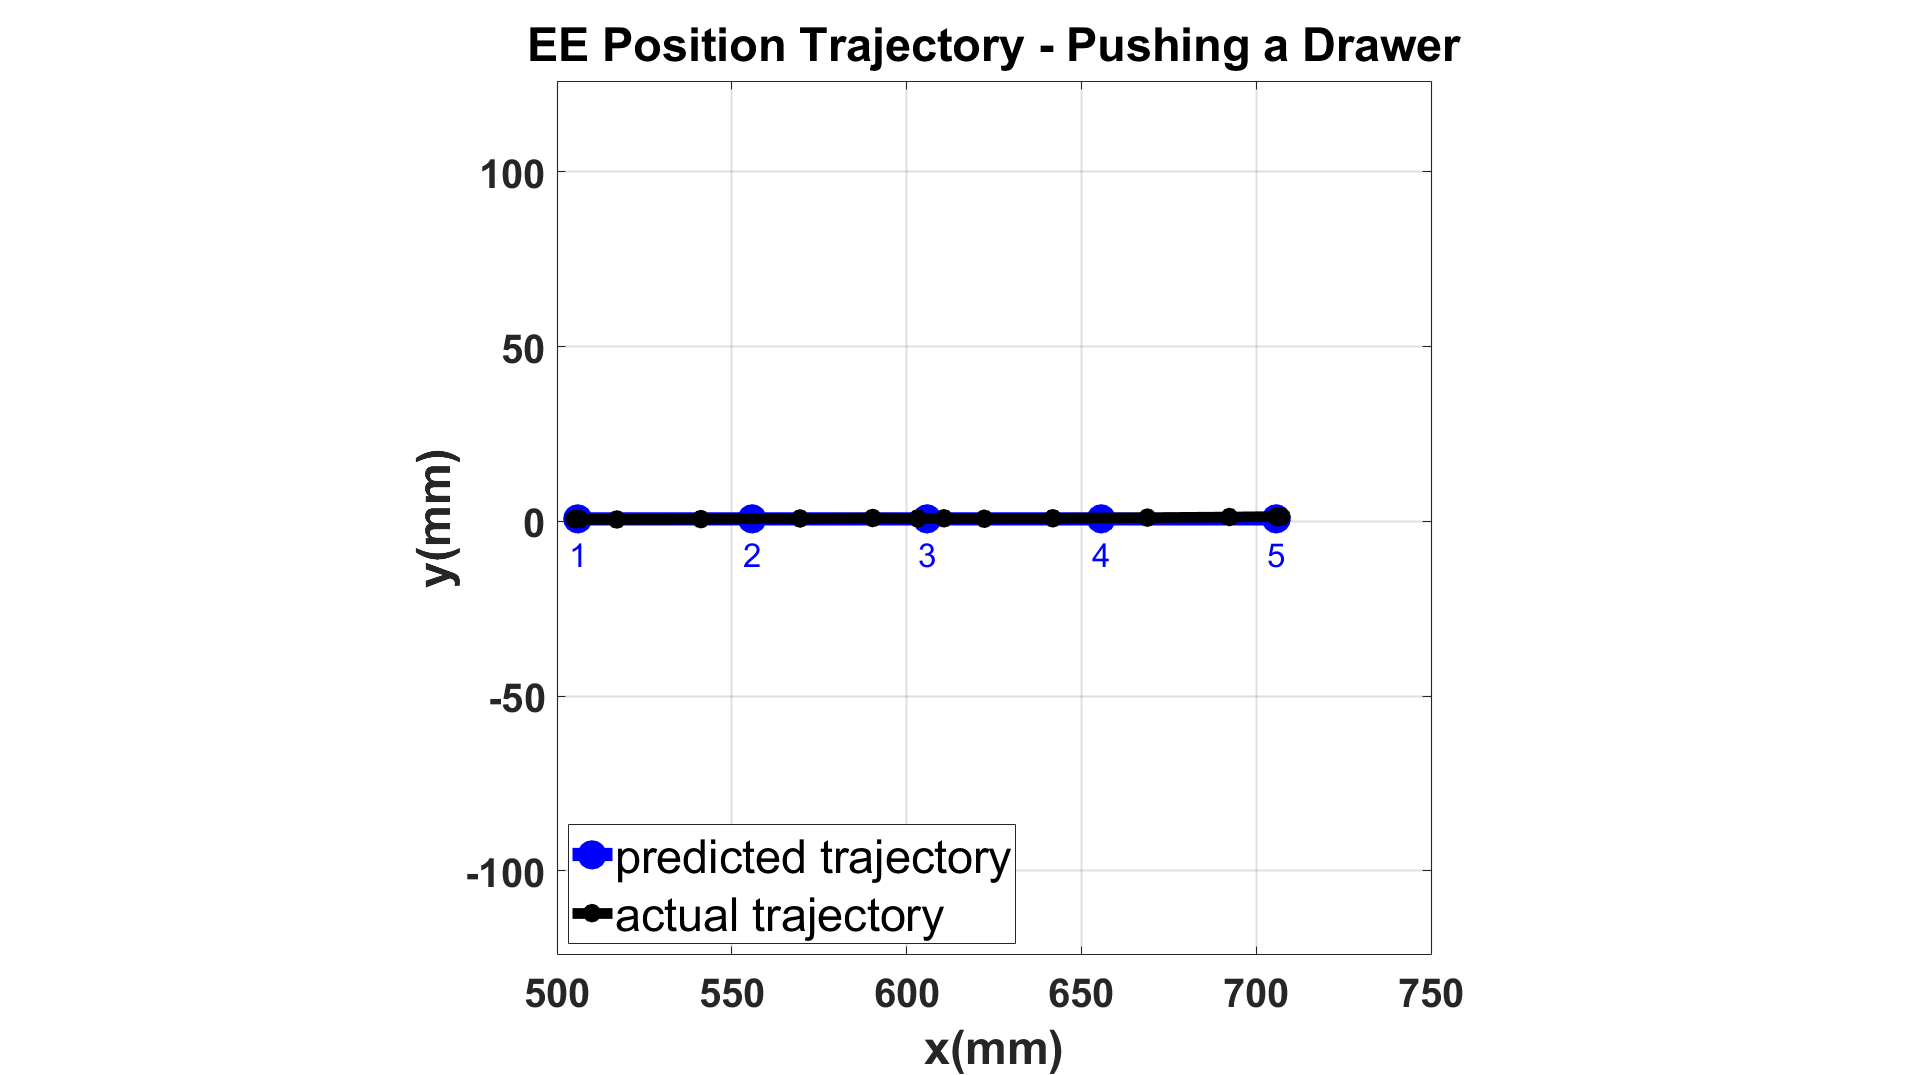 EE Position Trajectory - Pushing a Drawer
100
50
0
-50
-100
y(mm)
1 2 3 4 5
predicted trajectory
actual trajectory
500 550 600 650 700 750
x(mm)